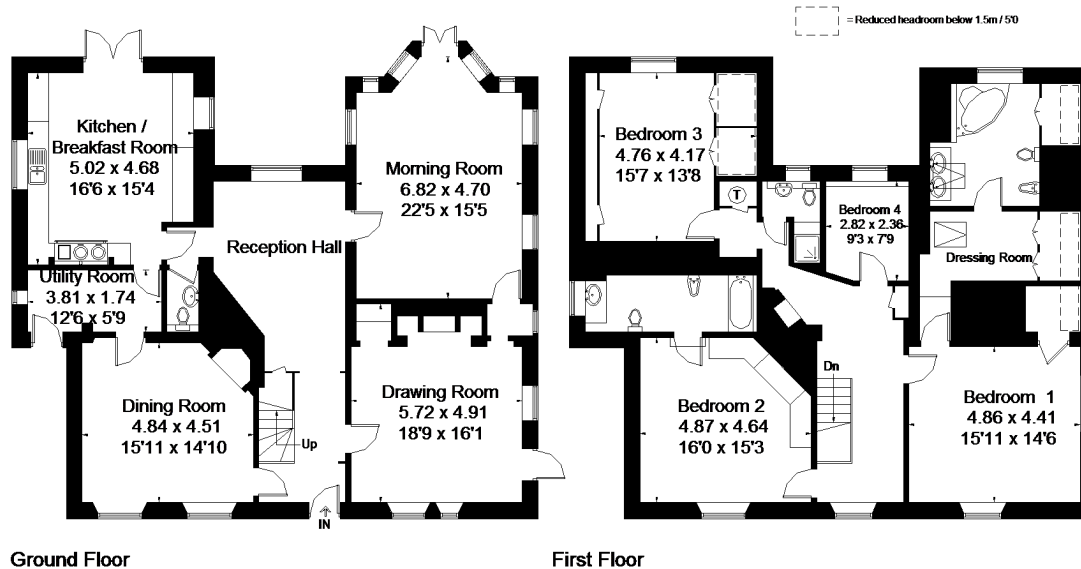 = Reduced headroom below 1.5m / 5'0
Kitchen /
Breakfast Room
5.02 x 4.68
16'6 x 15'4
Morning Room
6.82 x 4.70
22'5 x 15'5
Reception Hall
Utility Room
3.81 x 1.74
12'6 x 5'9
Dining Room
4.84 x 4.51
15'11 x 14'10
Up
Drawing Room
5.72 x 4.91
18'9 x 16'1
IN
Ground Floor
Bedroom 3
4.76 x 4.17
15'7 x 13'8
T
Bedroom 4
2.82 x 2.36
9'3 x 7'9
Dressing Room
Dn
Bedroom 2
4.87 x 4.64
16'0 x 15'3
Bedroom 1
4.86 x 4.41
15'11 x 14'6
First Floor